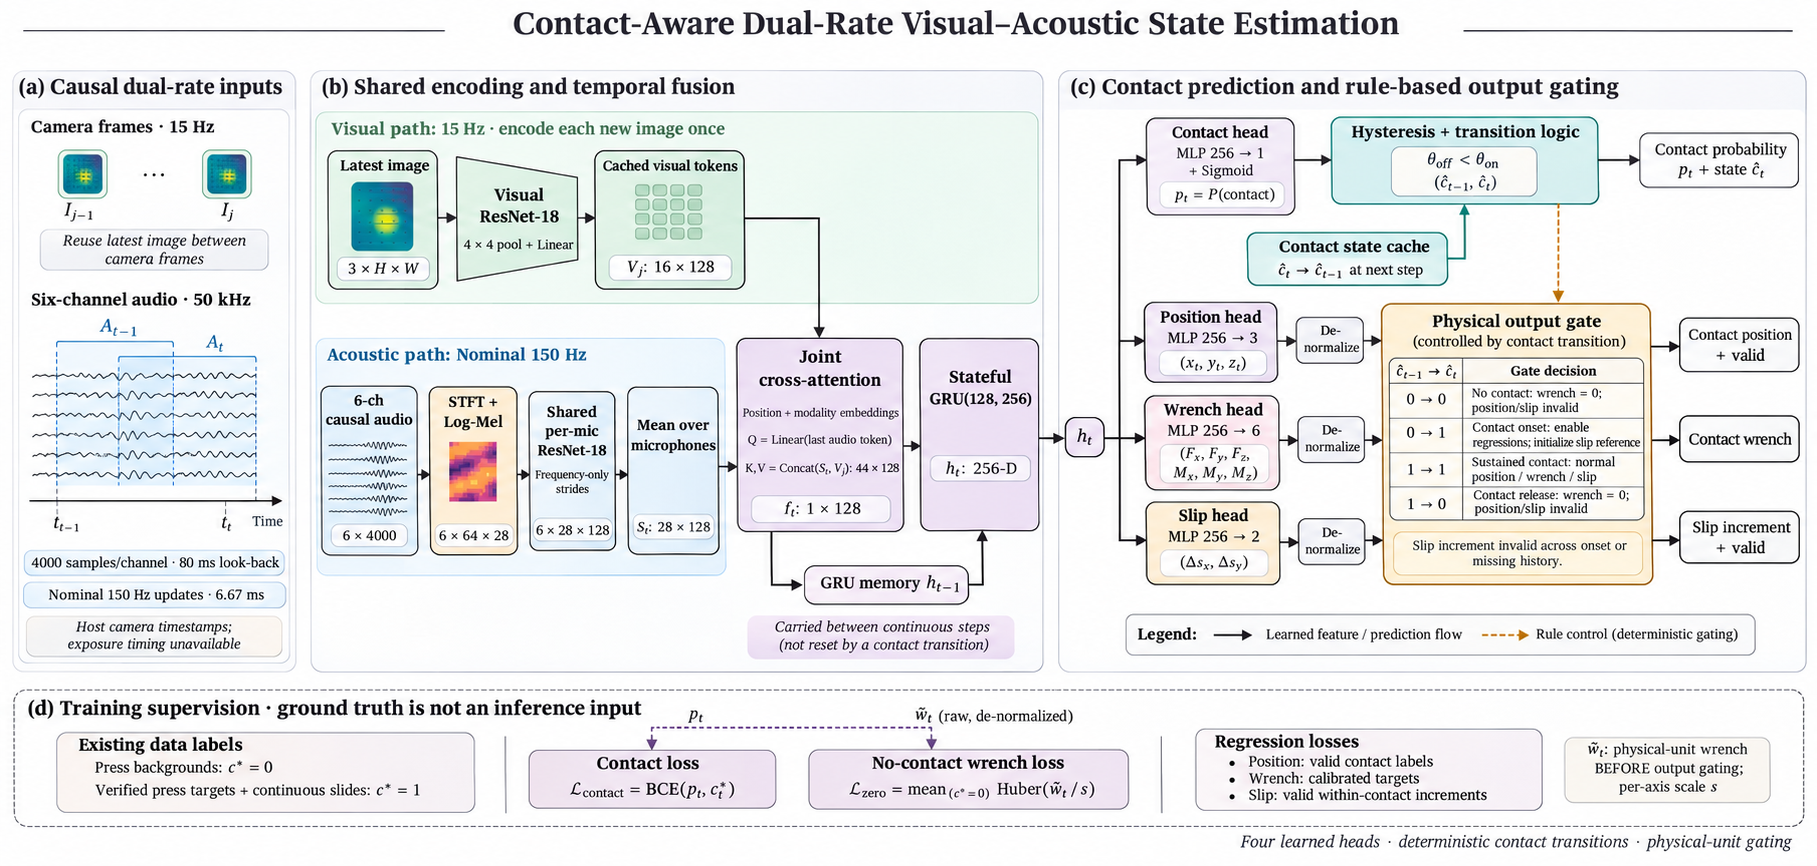 Contact-Aware Dual-Rate Visual–Acoustic State Estimation
(a) Causal dual-rate inputs
Camera frames · 15 Hz
...
I_{j−1}
I_j
Reuse latest image between
camera frames
Six-channel audio · 50 kHz
A_{t−1}
A_t
t_{t−1}
t_t
Time
4000 samples/channel · 80 ms look-back
Nominal 150 Hz updates · 6.67 ms
Host camera timestamps;
exposure timing unavailable
(b) Shared encoding and temporal fusion
Visual path: 15 Hz · encode each new image once
Latest image
3 × H × W
Visual
ResNet-18
4 × 4 pool + Linear
Cached visual tokens
V_j: 16 × 128
Acoustic path: Nominal 150 Hz
6-ch
causal audio
6 × 4000
STFT +
Log-Mel
6 × 64 × 28
Shared
per-mic
ResNet-18
Frequency-only
strides
6 × 28 × 128
Mean over
microphones
S_t: 28 × 128
Joint
cross-attention
Position + modality embeddings
Q = Linear(last audio token)
K,V = Concat(S_t, V_j): 44 × 128
f_t: 1 × 128
Stateful
GRU(128, 256)
h_t: 256-D
GRU memory h_{t−1}
Carried between continuous steps
(not reset by a contact transition)
(c) Contact prediction and rule-based output gating
h_t
Contact head
MLP 256 → 1
+ Sigmoid
p_t = P(contact)
Hysteresis + transition logic
θ_off < θ_on
(ĉ_{t−1}, ĉ_t)
Contact probability
p_t + state ĉ_t
Contact state cache
ĉ_t → ĉ_{t−1} at next step
Position head
MLP 256 → 3
(x_t, y_t, z_t)
De-
normalize
Wrench head
MLP 256 → 6
(F_x, F_y, F_z,
M_x, M_y, M_z)
De-
normalize
Slip head
MLP 256 → 2
(Δs_x, Δs_y)
De-
normalize
Physical output gate
(controlled by contact transition)
ĉ_{t−1} → ĉ_t Gate decision
0 → 0 No contact: wrench = 0;
position/slip invalid
0 → 1 Contact onset: enable
regressions; initialize slip reference
1 → 1 Sustained contact: normal
position / wrench / slip
1 → 0 Contact release: wrench = 0;
position/slip invalid
Slip increment invalid across onset or
missing history.
Contact position
+ valid
Contact wrench
Slip increment
+ valid
Legend: Learned feature / prediction flow Rule control (deterministic gating)
(d) Training supervision · ground truth is not an inference input
Existing data labels
Press backgrounds: c* = 0
Verified press targets + continuous slides: c* = 1
p_t
w̃_t (raw, de-normalized)
Contact loss
ℒ_contact = BCE(p_t, c_t*)
No-contact wrench loss
ℒ_zero = mean_(c*=0) Huber(w̃_t / s)
Regression losses
• Position: valid contact labels
• Wrench: calibrated targets
• Slip: valid within-contact increments
w̃_t: physical-unit wrench
BEFORE output gating;
per-axis scale s
Four learned heads · deterministic contact transitions · physical-unit gating